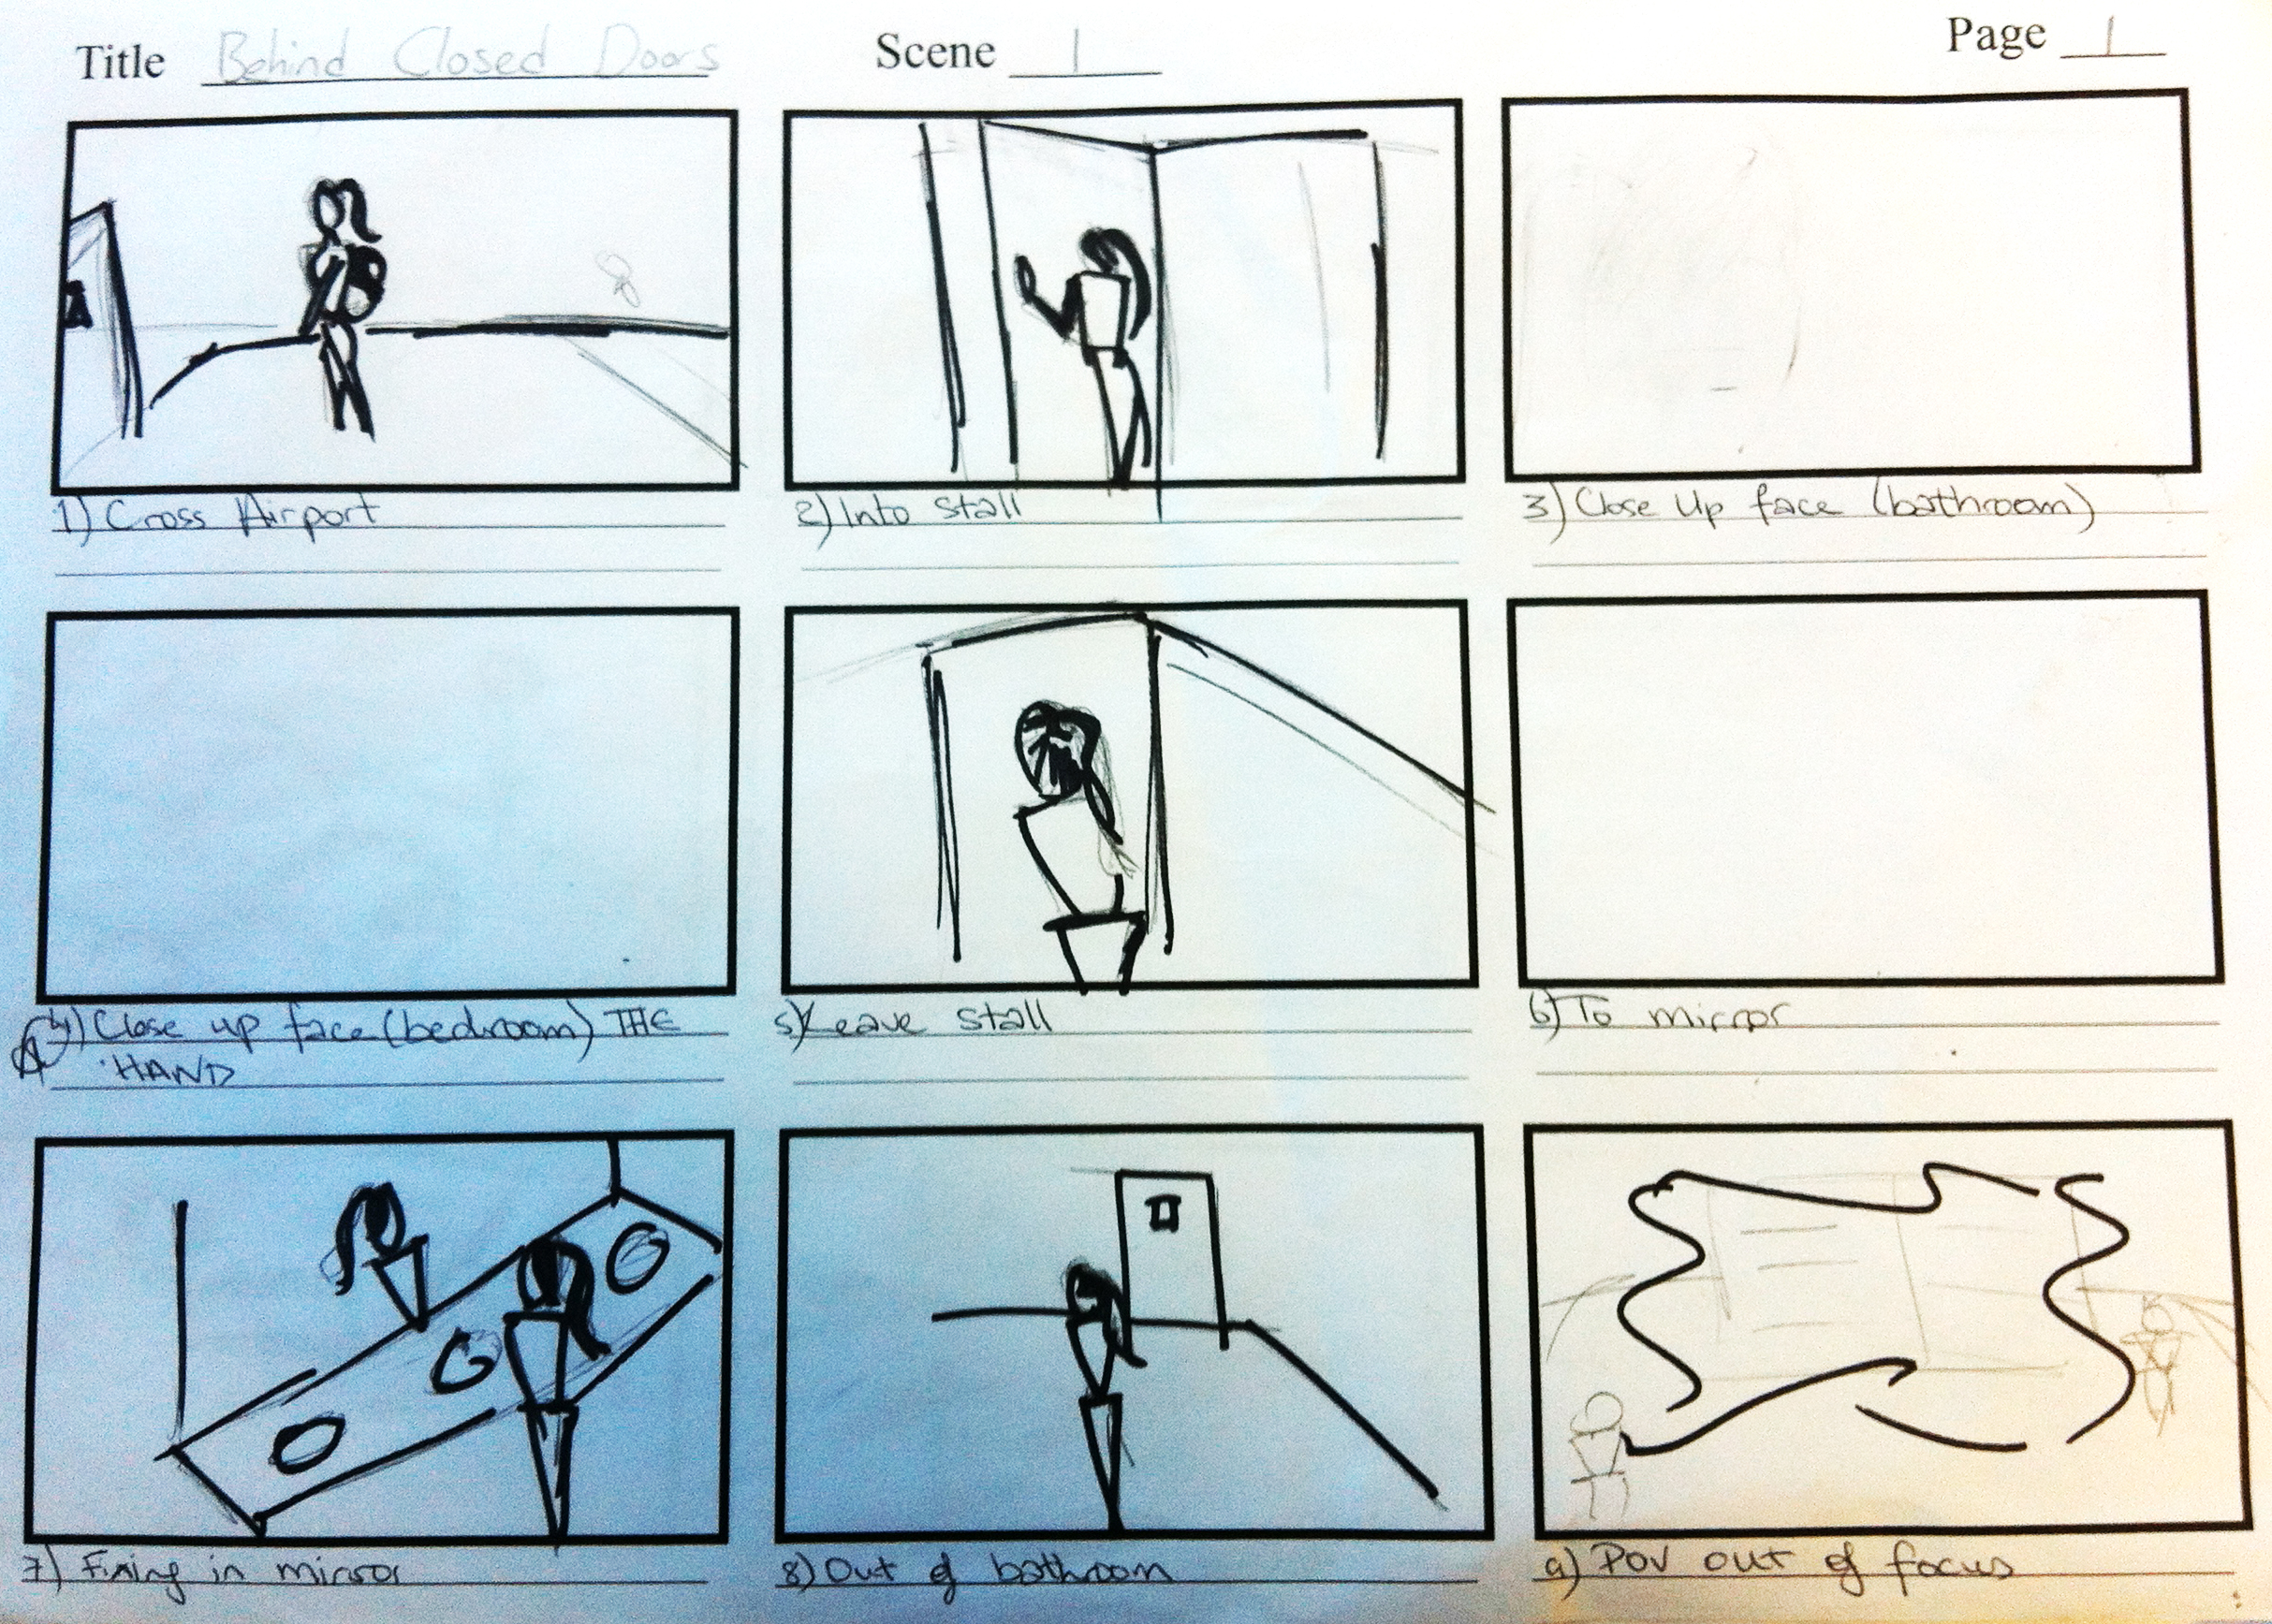 Title Behind Closed Doors Scene 1 Page 1
1) Cross Airport
2) Into Stall
3) Close Up face (bathroom)
4) Close up face (bedroom) THE
HAND
5) Leave Stall
6) To mirror
7) Fixing in mirror
8) Out of bathroom
9) POV out of focus